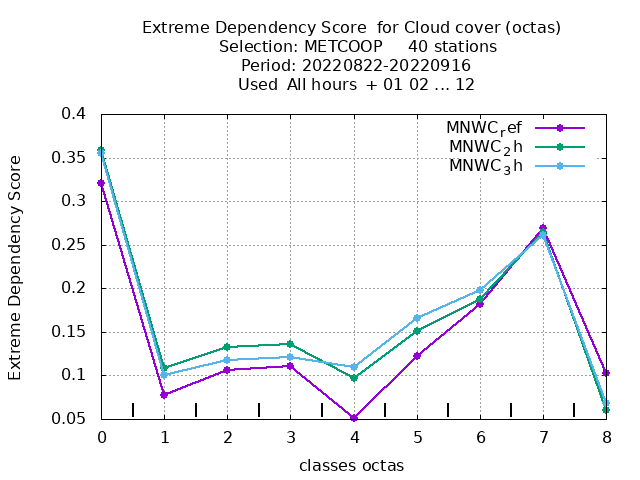 Extreme Dependency Score  for Cloud cover (octas)
Selection: METCOOP     40 stations
Period: 20220822-20220916
Used  All hours  + 01 02 ... 12
MNWC_ref
MNWC_2h
MNWC_3h
Extreme Dependency Score
0.4
0.35
0.3
0.25
0.2
0.15
0.1
0.05
0 1 2 3 4 5 6 7 8
classes octas